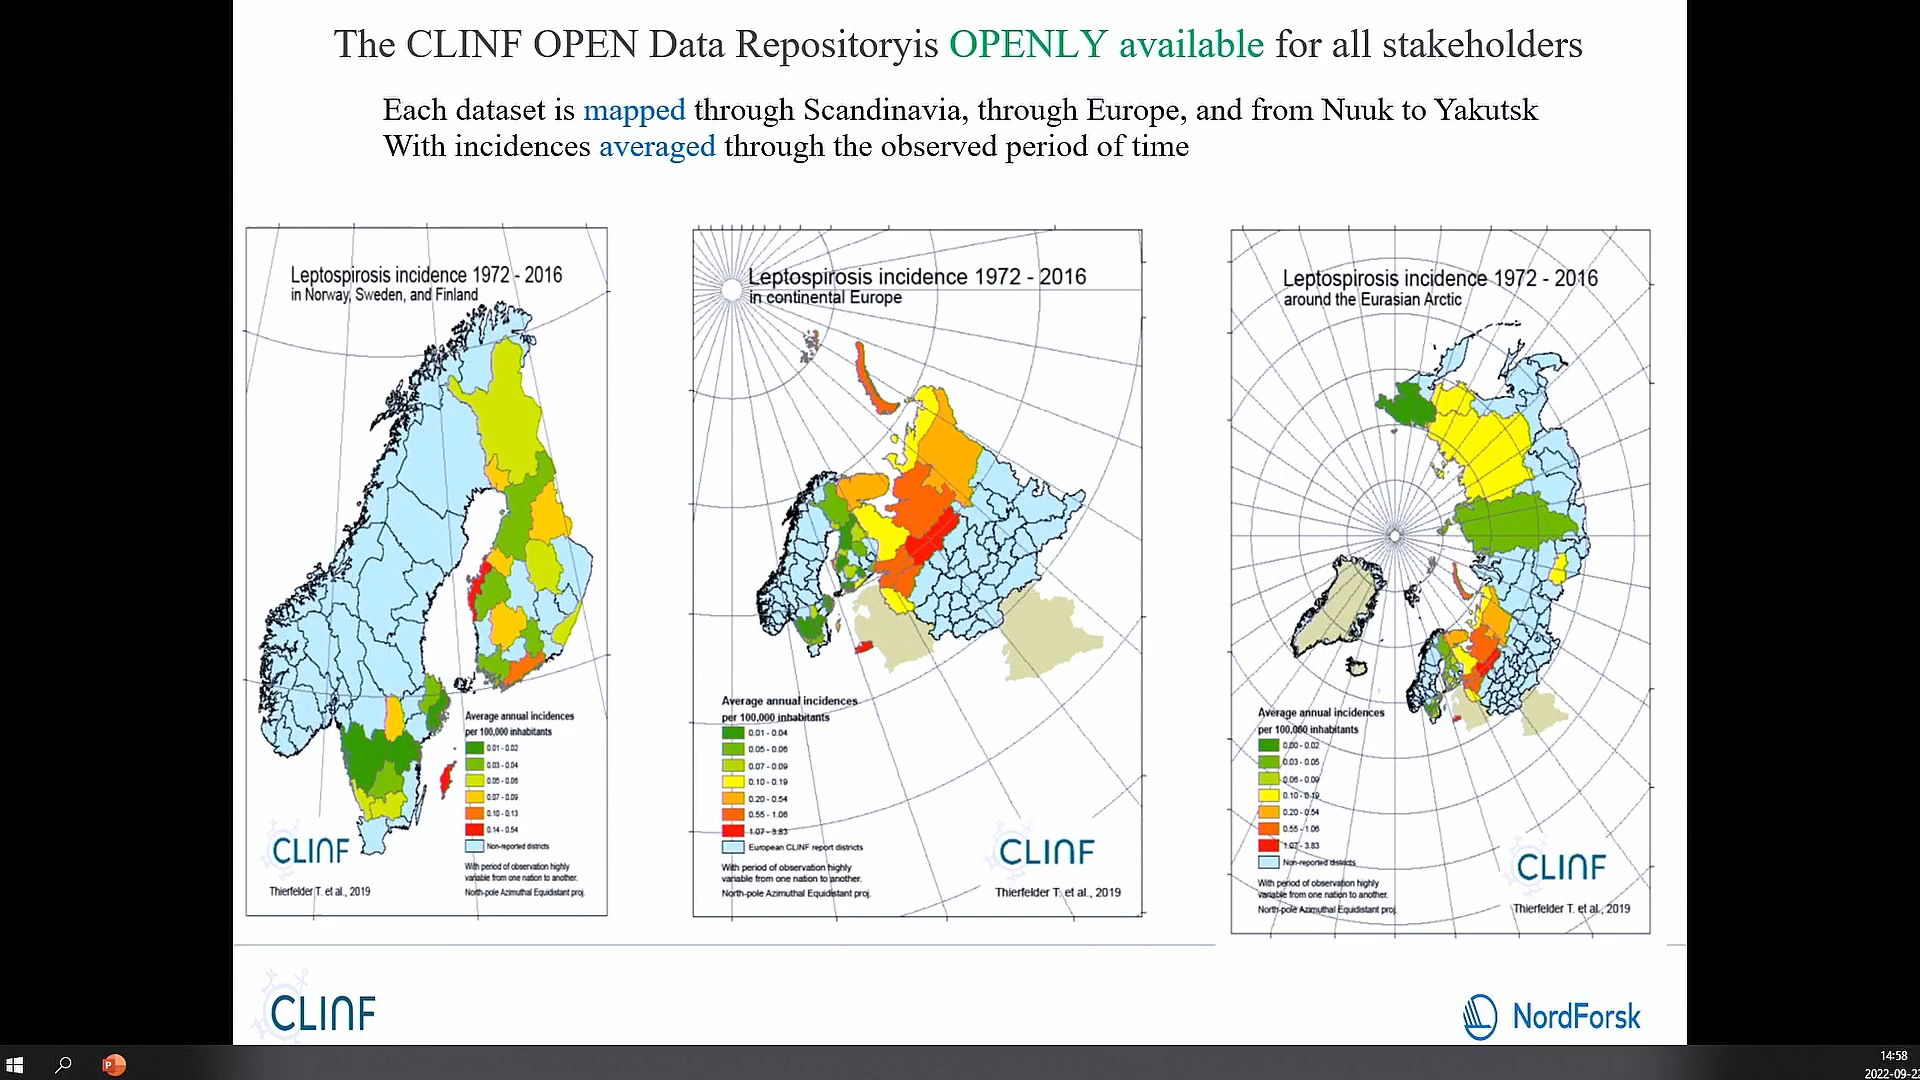 The CLINF OPEN Data Repositoryis OPENLY available for all stakeholders
Each dataset is mapped through Scandinavia, through Europe, and from Nuuk to Yakutsk
With incidences averaged through the observed period of time
Leptospirosis incidence 1972 - 2016
in Norway, Sweden, and Finland
Average annual incidences
per 100,000 inhabitants
0.01 - 0.02
0.03 - 0.04
0.05 - 0.06
0.07 - 0.09
0.10 - 0.13
0.14 - 0.54
Non-reported districts
With period of observation highly
variable from one nation to another.
North-pole Azimuthal Equidistant proj.
CLINF
Thierfelder T. et al., 2019
Leptospirosis incidence 1972 - 2016
in continental Europe
Average annual incidences
per 100,000 inhabitants
0.01 - 0.04
0.05 - 0.06
0.07 - 0.09
0.10 - 0.19
0.20 - 0.54
0.55 - 1.06
1.07 - 3.83
European CLINF report districts
With period of observation highly
variable from one nation to another.
North-pole Azimuthal Equidistant proj.
CLINF
Thierfelder T. et al., 2019
Leptospirosis incidence 1972 - 2016
around the Eurasian Arctic
Average annual incidences
per 100,000 inhabitants
0.00 - 0.02
0.03 - 0.05
0.06 - 0.09
0.10 - 0.19
0.20 - 0.54
0.55 - 1.06
1.07 - 3.83
Non-reported districts
With period of observation highly
variable from one nation to another.
North-pole Azimuthal Equidistant proj.
CLINF
Thierfelder T. et al., 2019
CLINF
NordForsk
14:58
2022-09-22